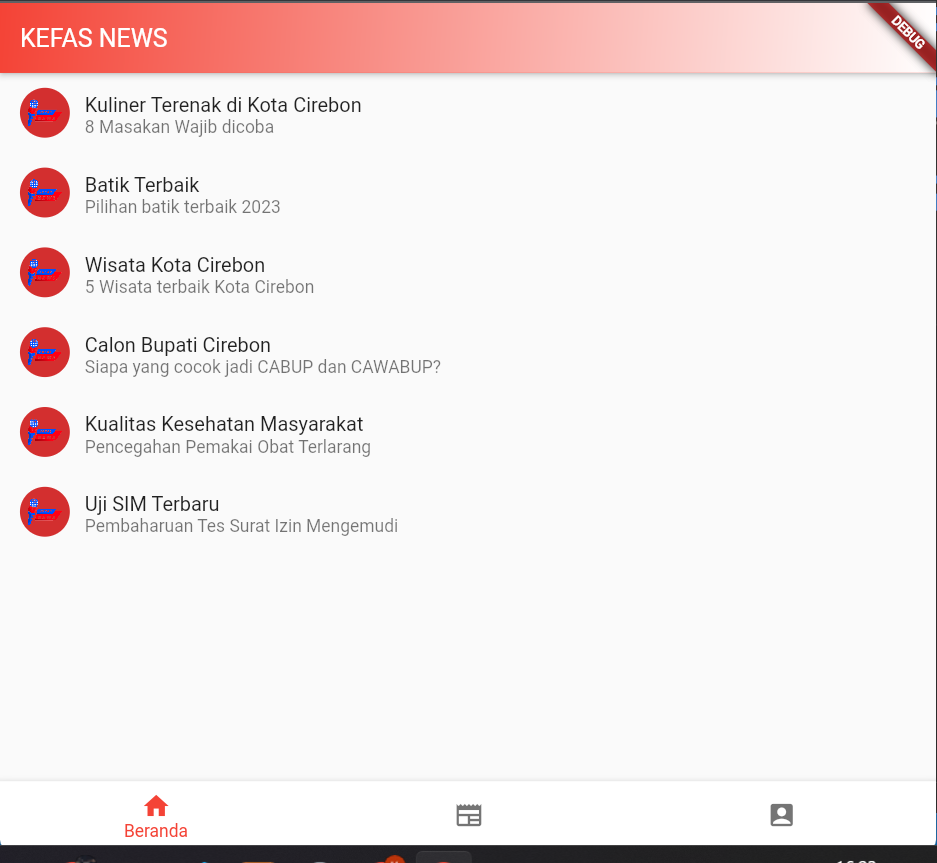 KEFAS NEWS
DEBUG
Kuliner Terenak di Kota Cirebon
8 Masakan Wajib dicoba
Batik Terbaik
Pilihan batik terbaik 2023
Wisata Kota Cirebon
5 Wisata terbaik Kota Cirebon
Calon Bupati Cirebon
Siapa yang cocok jadi CABUP dan CAWABUP?
Kualitas Kesehatan Masyarakat
Pencegahan Pemakai Obat Terlarang
Uji SIM Terbaru
Pembaharuan Tes Surat Izin Mengemudi
Beranda